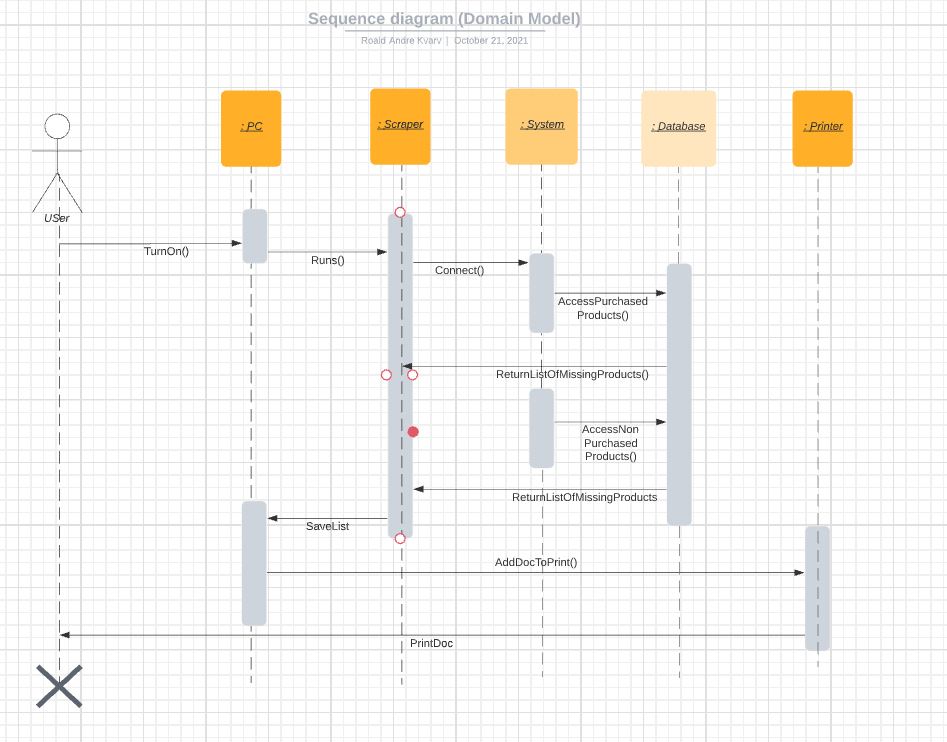 Sequence diagram (Domain Model)
Roald Andre Kvarv | October 21, 2021
: PC
: Scraper
: System
: Database
: Printer
USer
TurnOn()
Runs()
Connect()
AccessPurchased
Products()
ReturnListOfMissingProducts()
AccessNon
Purchased
Products()
ReturnListOfMissingProducts
SaveList
AddDocToPrint()
PrintDoc